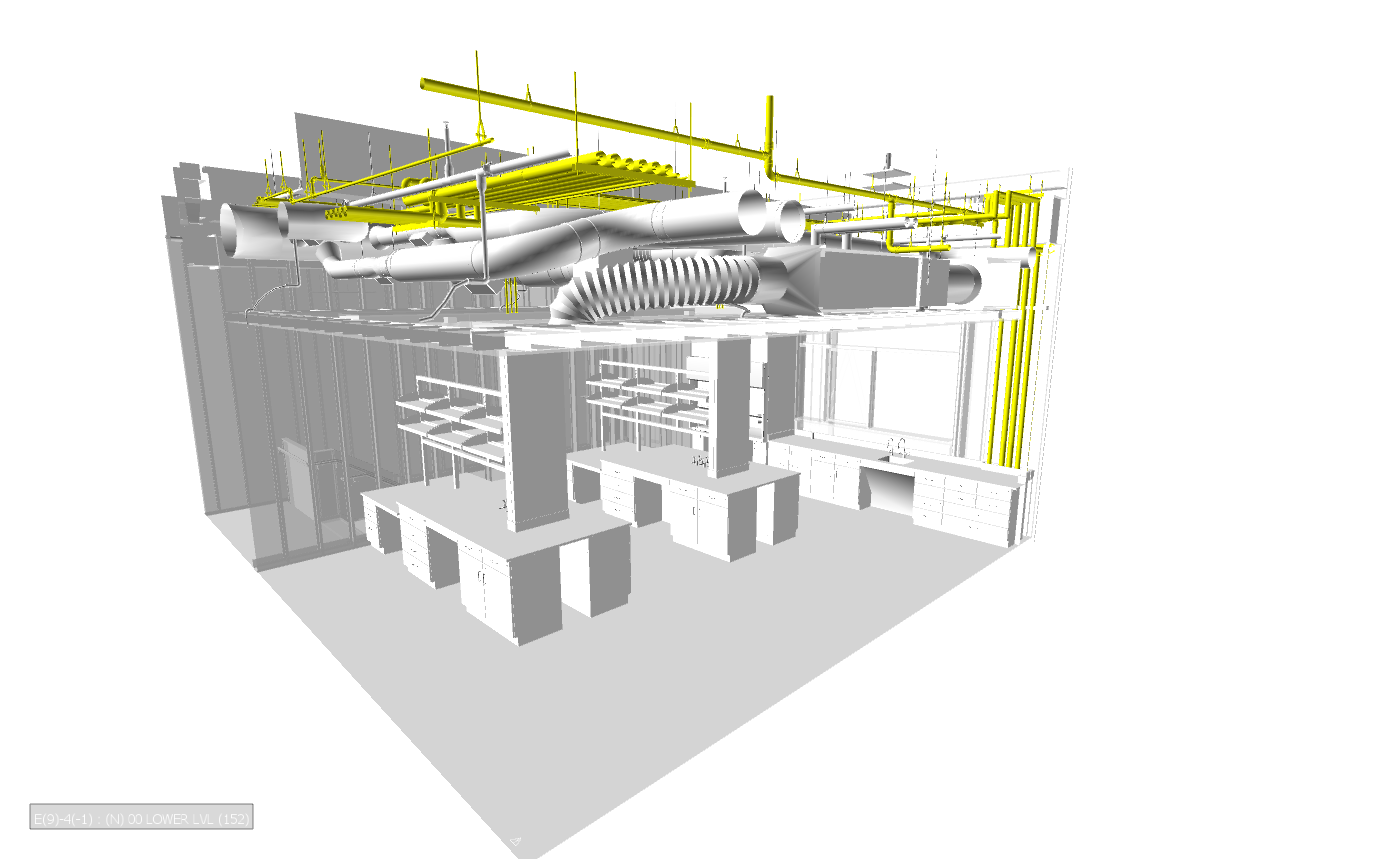 E(9)-4(-1) : (N) 00 LOWER LVL (152)